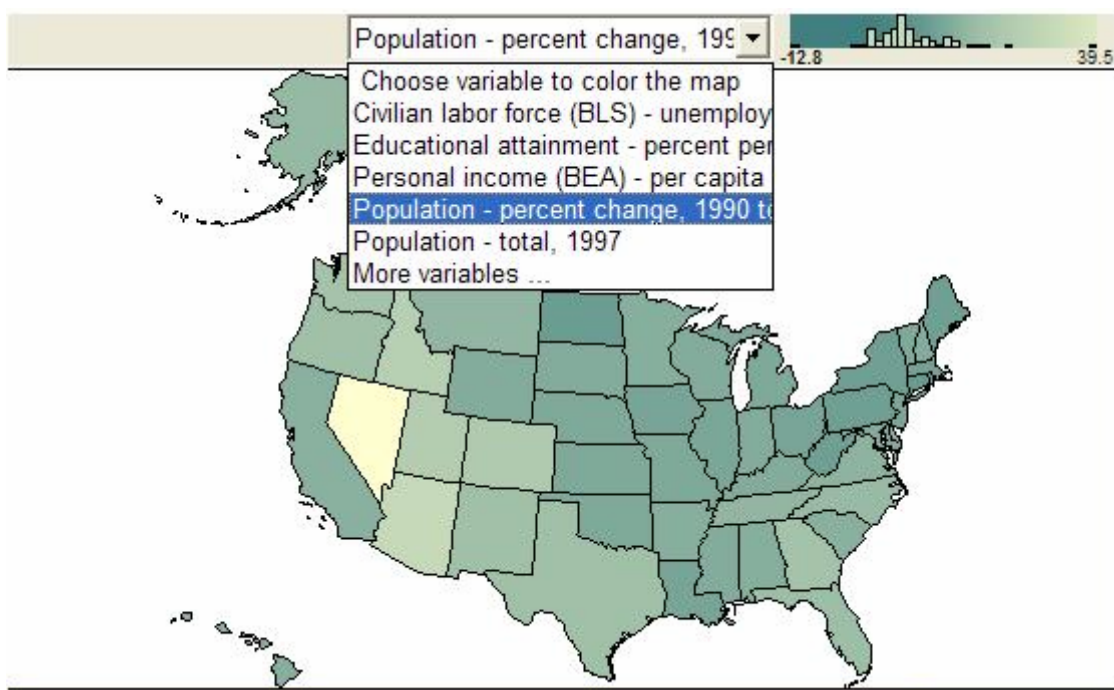 Population - percent change, 199
-12.8 39.5
Choose variable to color the map
Civilian labor force (BLS) - unemploy
Educational attainment - percent per
Personal income (BEA) - per capita
Population - percent change, 1990 to
Population - total, 1997
More variables ...